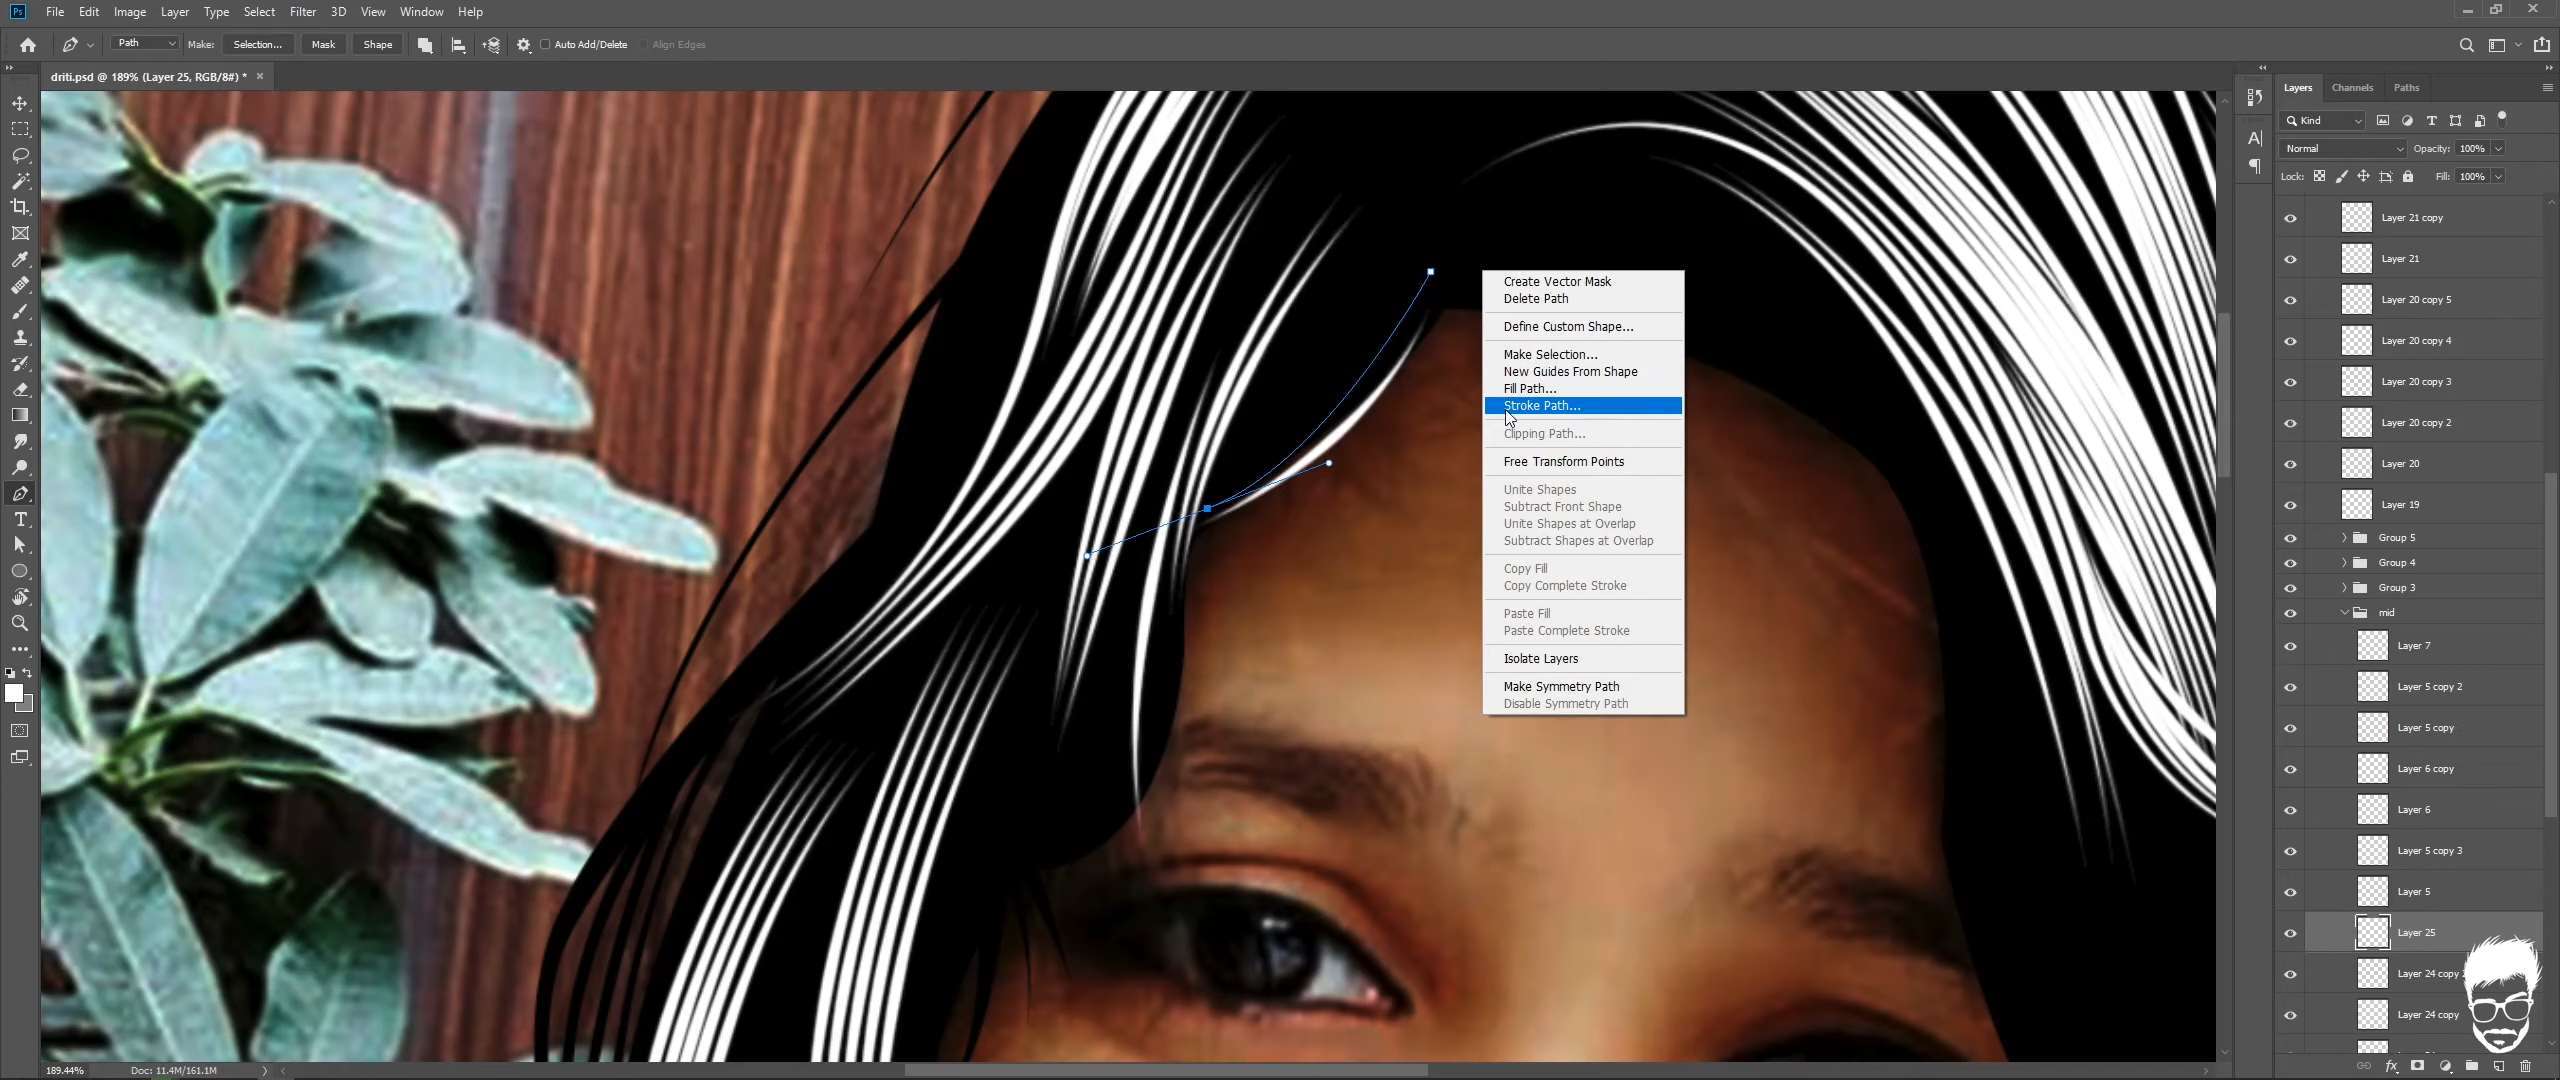 Ps File Edit Image Layer Type Select Filter 3D View Window Help
Path Make: Selection... Mask Shape Auto Add/Delete Align Edges
driti.psd @ 189% (Layer 25, RGB/8#) *
Layers Channels Paths
Kind
Normal Opacity: 100%
Lock: Fill: 100%
Layer 21 copy
Layer 21
Layer 20 copy 5
Layer 20 copy 4
Layer 20 copy 3
Layer 20 copy 2
Layer 20
Layer 19
Group 5
Group 4
Group 3
mid
Layer 7
Layer 5 copy 2
Layer 5 copy
Layer 6 copy
Layer 6
Layer 5 copy 3
Layer 5
Layer 25
Layer 24 copy
Layer 24 copy
Create Vector Mask
Delete Path
Define Custom Shape...
Make Selection...
New Guides From Shape
Fill Path...
Stroke Path...
Clipping Path...
Free Transform Points
Unite Shapes
Subtract Front Shape
Unite Shapes at Overlap
Subtract Shapes at Overlap
Copy Fill
Copy Complete Stroke
Paste Fill
Paste Complete Stroke
Isolate Layers
Make Symmetry Path
Disable Symmetry Path
189.44% Doc: 11.4M/161.1M